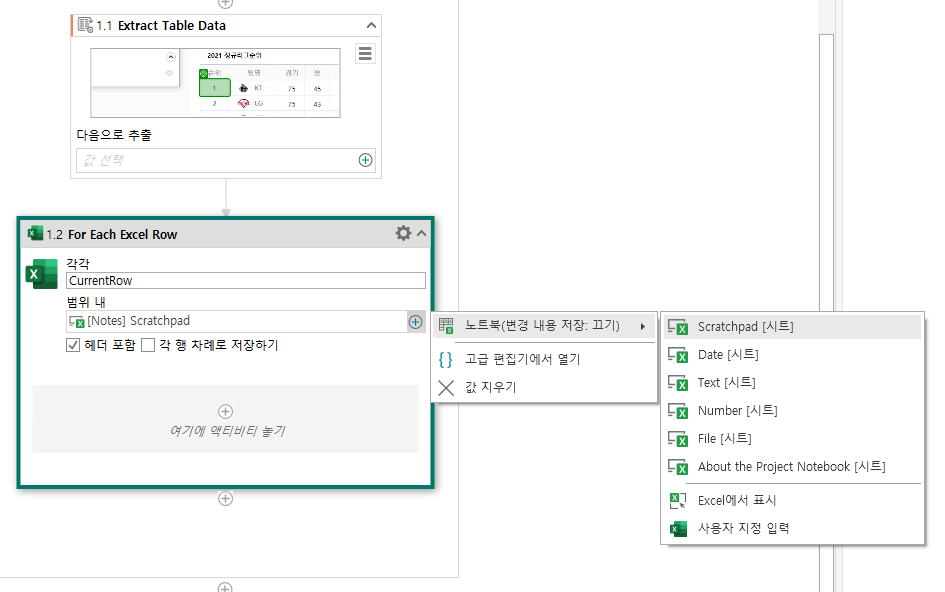 1.1 Extract Table Data
2021 정규리그순위
순위 팀명 경기 승
1 KT 75 45
2 LG 75 43
다음으로 추출
값 선택
1.2 For Each Excel Row
각각
CurrentRow
범위 내
[Notes] Scratchpad
헤더 포함 각 행 차례로 저장하기
여기에 액티비티 놓기
노트북(변경 내용 저장: 끄기)
고급 편집기에서 열기
값 지우기
Scratchpad [시트]
Date [시트]
Text [시트]
Number [시트]
File [시트]
About the Project Notebook [시트]
Excel에서 표시
사용자 지정 입력